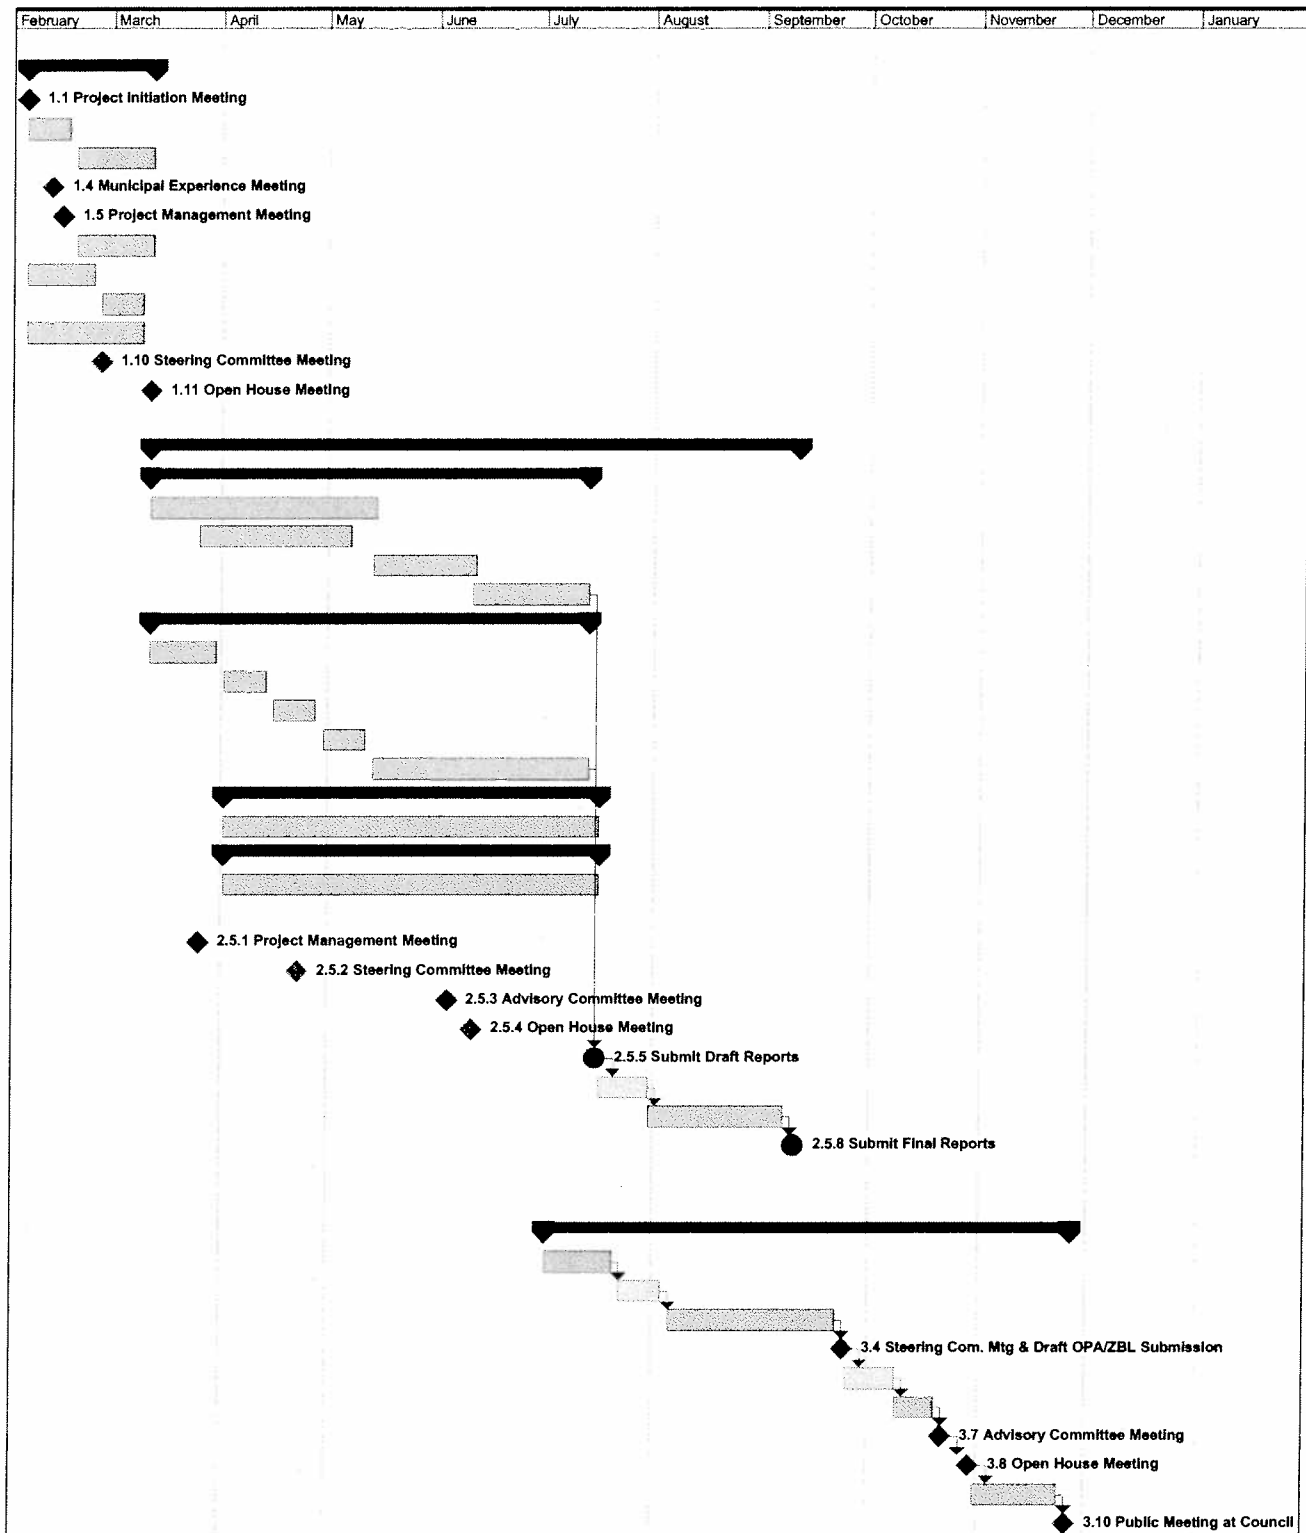 February March April May June July August September October November December January
1.1 Project Initiation Meeting
1.4 Municipal Experience Meeting
1.5 Project Management Meeting
1.10 Steering Committee Meeting
1.11 Open House Meeting
2.5.1 Project Management Meeting
2.5.2 Steering Committee Meeting
2.5.3 Advisory Committee Meeting
2.5.4 Open House Meeting
2.5.5 Submit Draft Reports
2.5.8 Submit Final Reports
3.4 Steering Com. Mtg & Draft OPA/ZBL Submission
3.7 Advisory Committee Meeting
3.8 Open House Meeting
3.10 Public Meeting at Council